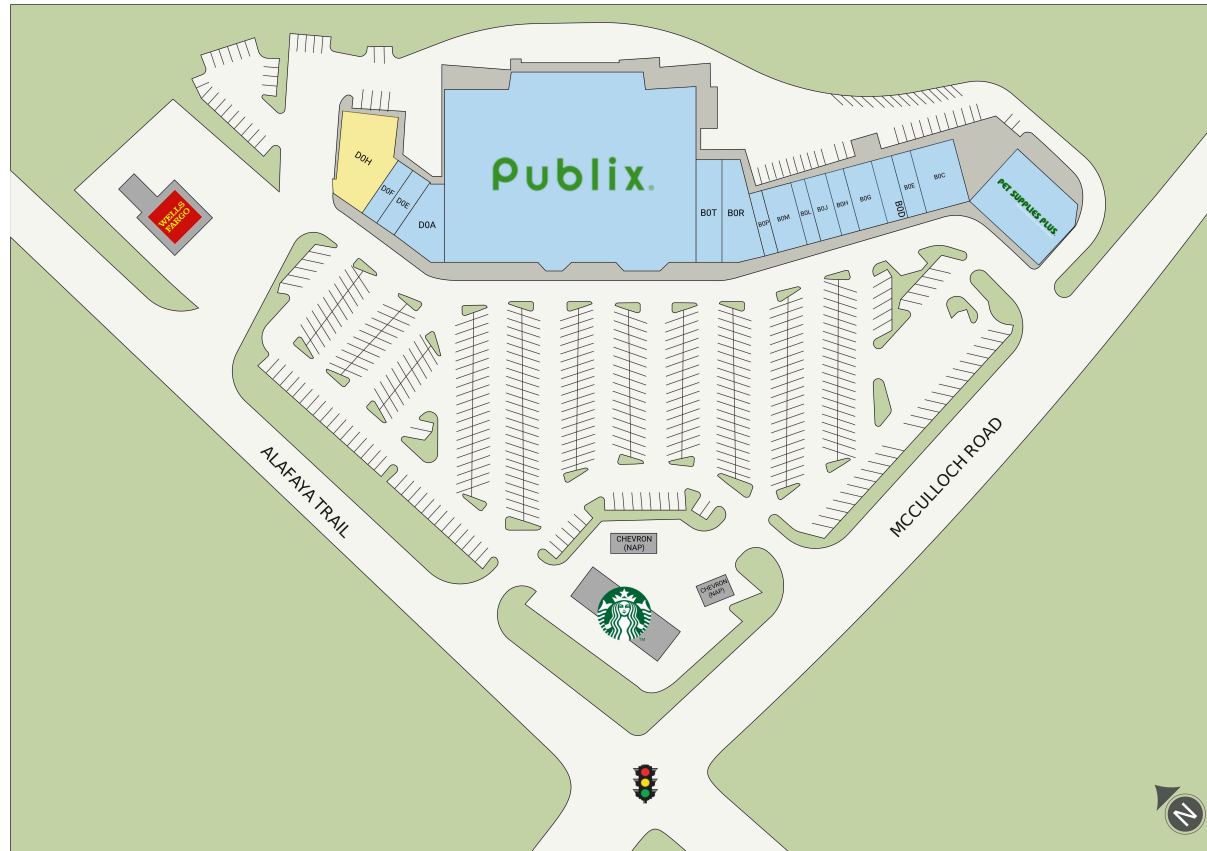 Publix®
D0H
D0F
D0E
D0A
B0T
B0R
B0P
B0M
B0L
B0J
B0H
B0G
B0D
B0E
B0C
PET SUPPLIES PLUS
WELLS
FARGO
ALAFAYA TRAIL
MCCULLOCH ROAD
CHEVRON
(NAP)
CHEVRON
(NAP)
TM
N